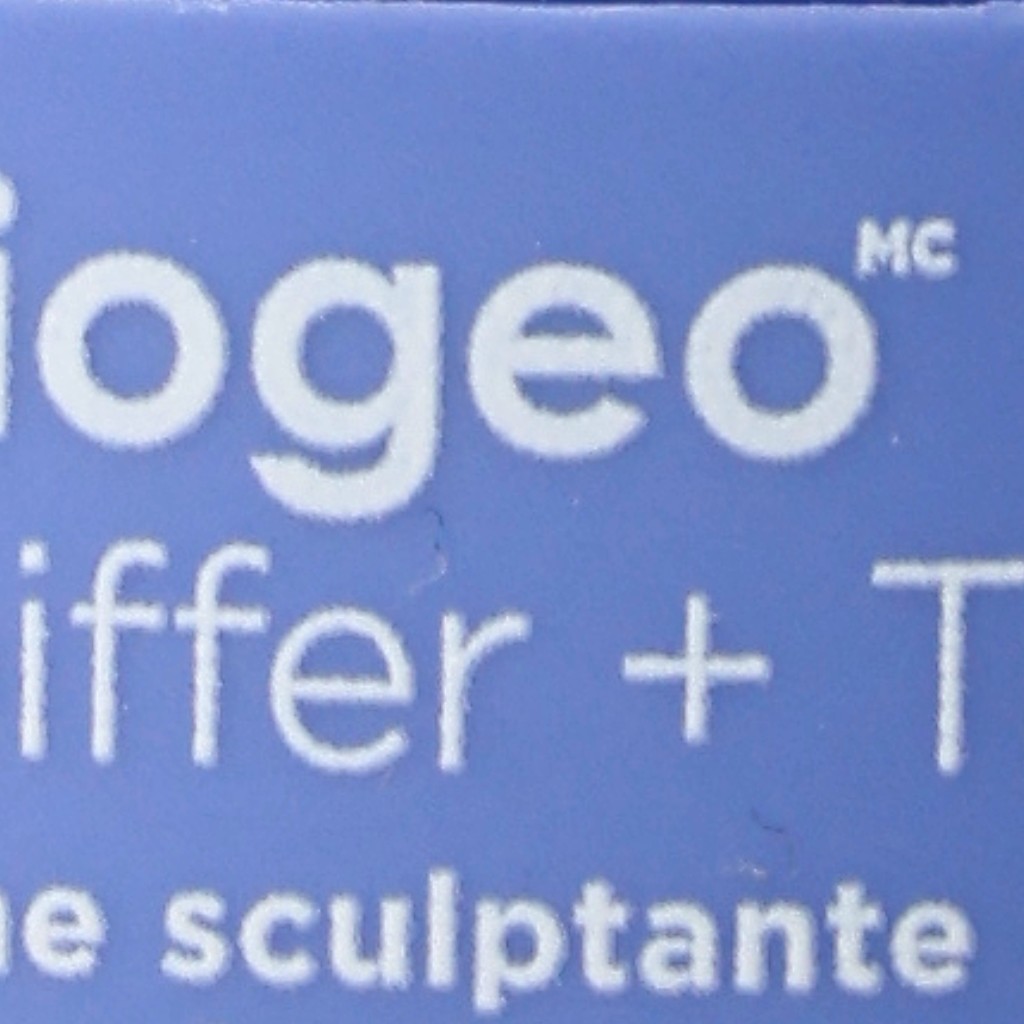 iogeo MC
iffer + T
e sculptante